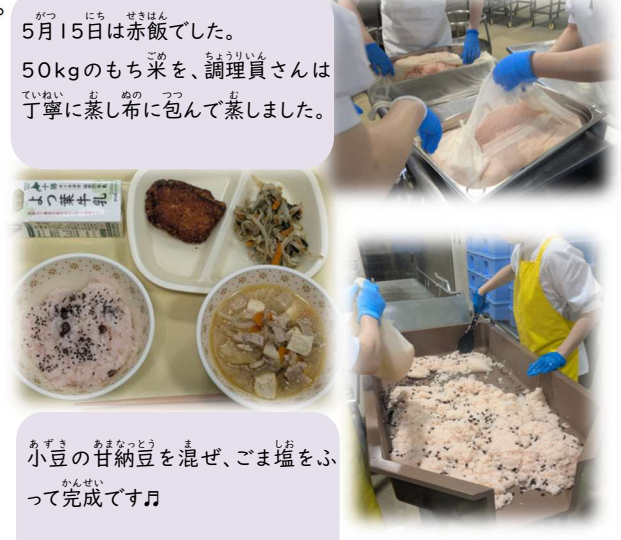 。
5月15日は赤飯でした。
50kgのもち米を、調理員さんは
丁寧に蒸し布に包んで蒸しました。
十勝
よつ葉牛乳
小豆の甘納豆を混ぜ、ごま塩をふ
って完成です♬